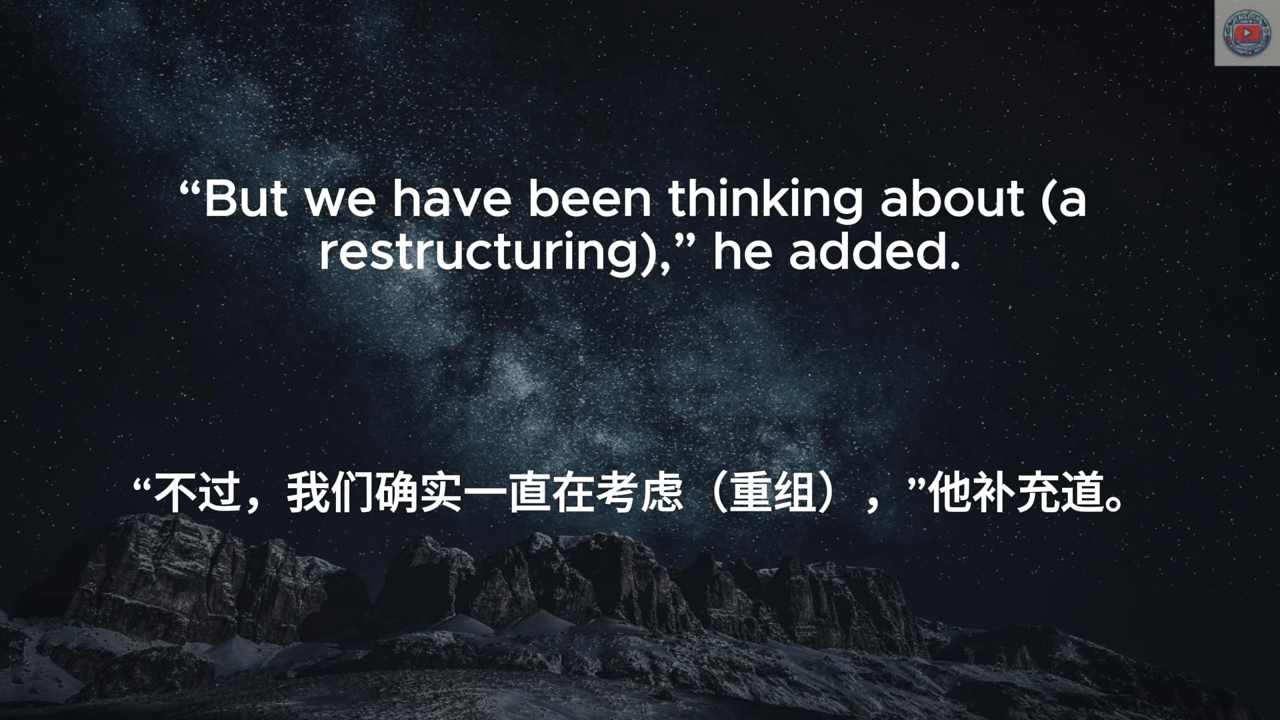 “But we have been thinking about (a
restructuring),” he added.
“不过，我们确实一直在考虑（重组），”他补充道。